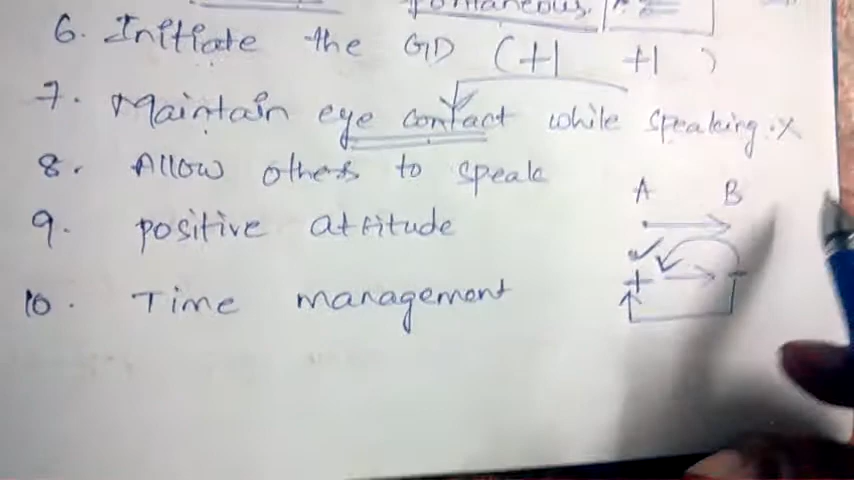 6. Initiate the GD (+1 +1 )
7. Maintain eye contact while speaking. x
8. Allow others to speak
A B
9. positive attitude
+ +
10. Time management